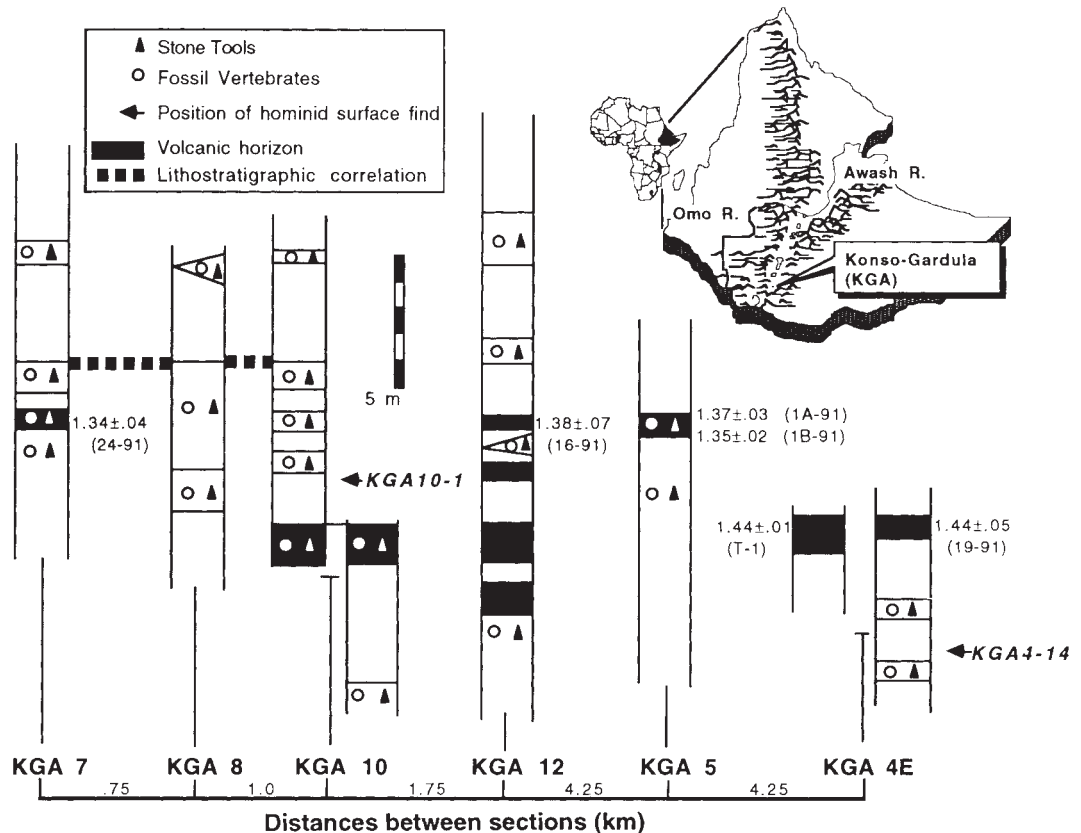 Stone Tools
Fossil Vertebrates
Position of hominid surface find
Volcanic horizon
Lithostratigraphic correlation
Awash R.
Omo R.
Konso-Gardula
(KGA)
5 m
1.34±.04
(24-91)
KGA10-1
1.38±.07
(16-91)
1.37±.03 (1A-91)
1.35±.02 (1B-91)
1.44±.01
(T-1)
1.44±.05
(19-91)
KGA4-14
KGA 7 KGA 8 KGA 10 KGA 12 KGA 5 KGA 4E
.75 1.0 1.75 4.25 4.25
Distances between sections (km)